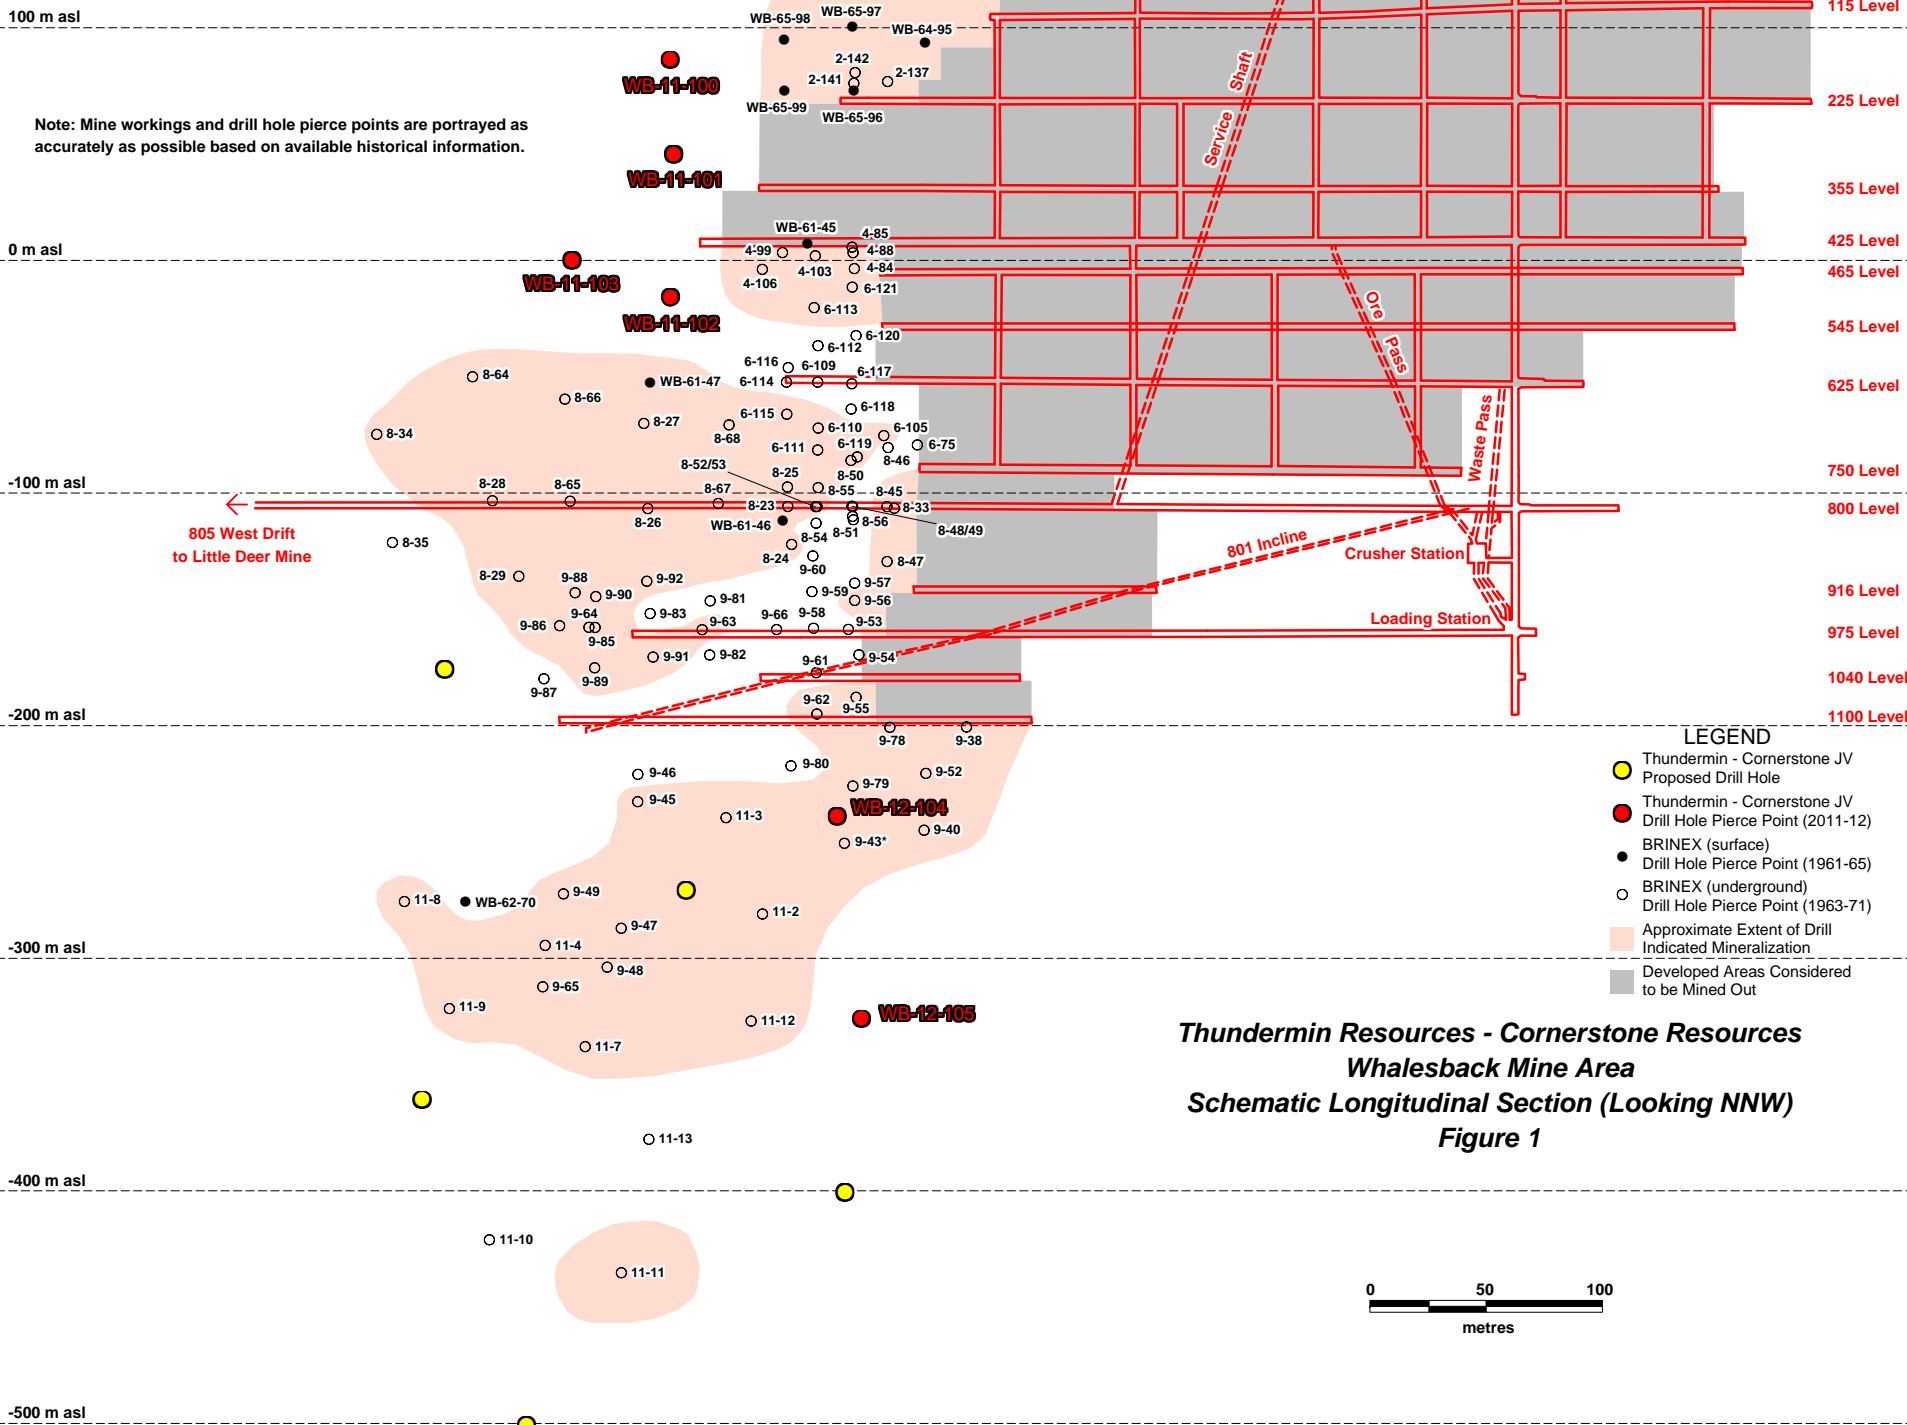 100 m asl
WB-65-98
WB-65-97
WB-64-95
115 Level
2-142
2-137
2-141
WB-11-100
WB-65-99
WB-65-96
Service Shaft
225 Level
Note: Mine workings and drill hole pierce points are portrayed as
accurately as possible based on available historical information.
WB-11-101
355 Level
WB-61-45
4-85
425 Level
0 m asl
4-99
4-88
4-103
4-84
465 Level
WB-11-103
4-106
6-121
6-113
Ore Pass
WB-11-102
545 Level
6-120
6-112
6-116
6-109
6-117
8-64
WB-61-47
6-114
625 Level
8-66
6-118
6-115
8-27
8-68
6-110
6-105
8-34
6-119
6-75
6-111
8-46
Waste Pass
8-52/53
8-50
750 Level
8-25
-100 m asl
8-28
8-65
8-67
8-55
8-45
8-23
8-33
800 Level
8-26
WB-61-46
8-56
8-51
8-48/49
805 West Drift
to Little Deer Mine
8-54
8-35
8-24
9-60
8-47
801 Incline
Crusher Station
8-29
9-88
9-92
9-57
9-90
9-59
916 Level
9-81
9-56
9-64
9-83
9-66
9-58
9-86
9-63
9-53
Loading Station
9-85
975 Level
9-91
9-82
9-61
9-54
9-89
9-87
1040 Level
9-62
9-55
-200 m asl
1100 Level
9-78
9-38
LEGEND
Thundermin - Cornerstone JV
Proposed Drill Hole
Thundermin - Cornerstone JV
Drill Hole Pierce Point (2011-12)
BRINEX (surface)
Drill Hole Pierce Point (1961-65)
BRINEX (underground)
Drill Hole Pierce Point (1963-71)
Approximate Extent of Drill
Indicated Mineralization
Developed Areas Considered
to be Mined Out
9-46
9-80
9-52
9-79
9-45
11-3
WB-12-104
9-40
9-43*
9-49
11-8
WB-62-70
11-2
9-47
11-4
-300 m asl
9-48
9-65
11-9
WB-12-105
11-12
11-7
Thundermin Resources - Cornerstone Resources
Whalesback Mine Area
Schematic Longitudinal Section (Looking NNW)
Figure 1
11-13
-400 m asl
11-10
11-11
0 50 100
metres
-500 m asl